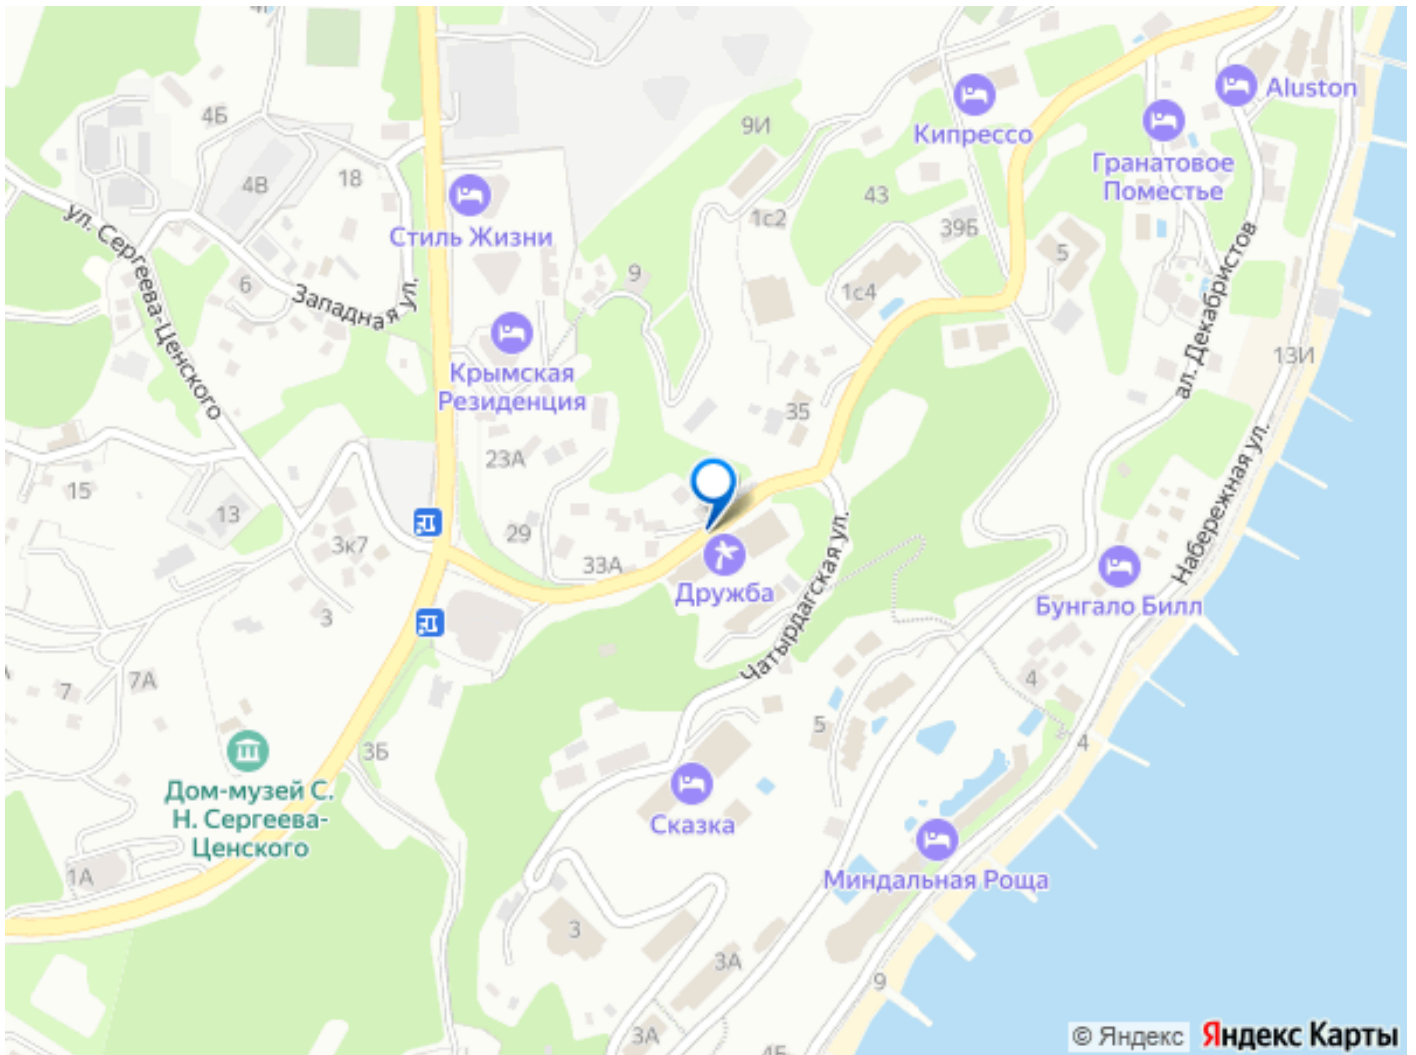 4Г
4Б
9И
Aluston
Кипрессо
Гранатовое
Поместье
18
4В
43
ул. Сергеева-Ценского
Стиль Жизни
1с2
39Б
5
ал. Декабристов
6
Западная ул.
9
1с4
13И
Крымская
Резиденция
35
23А
15
13
29
3к7
33А
Дружба
Чатырдагская ул.
Набережная ул.
Бунгало Билл
3
7
7А
4
5
4
3Б
Дом-музей С.
Н. Сергеева-
Ценского
Сказка
Миндальная Роща
1А
3
3А
9
3А
4Б
© Яндекс
Яндекс Карты